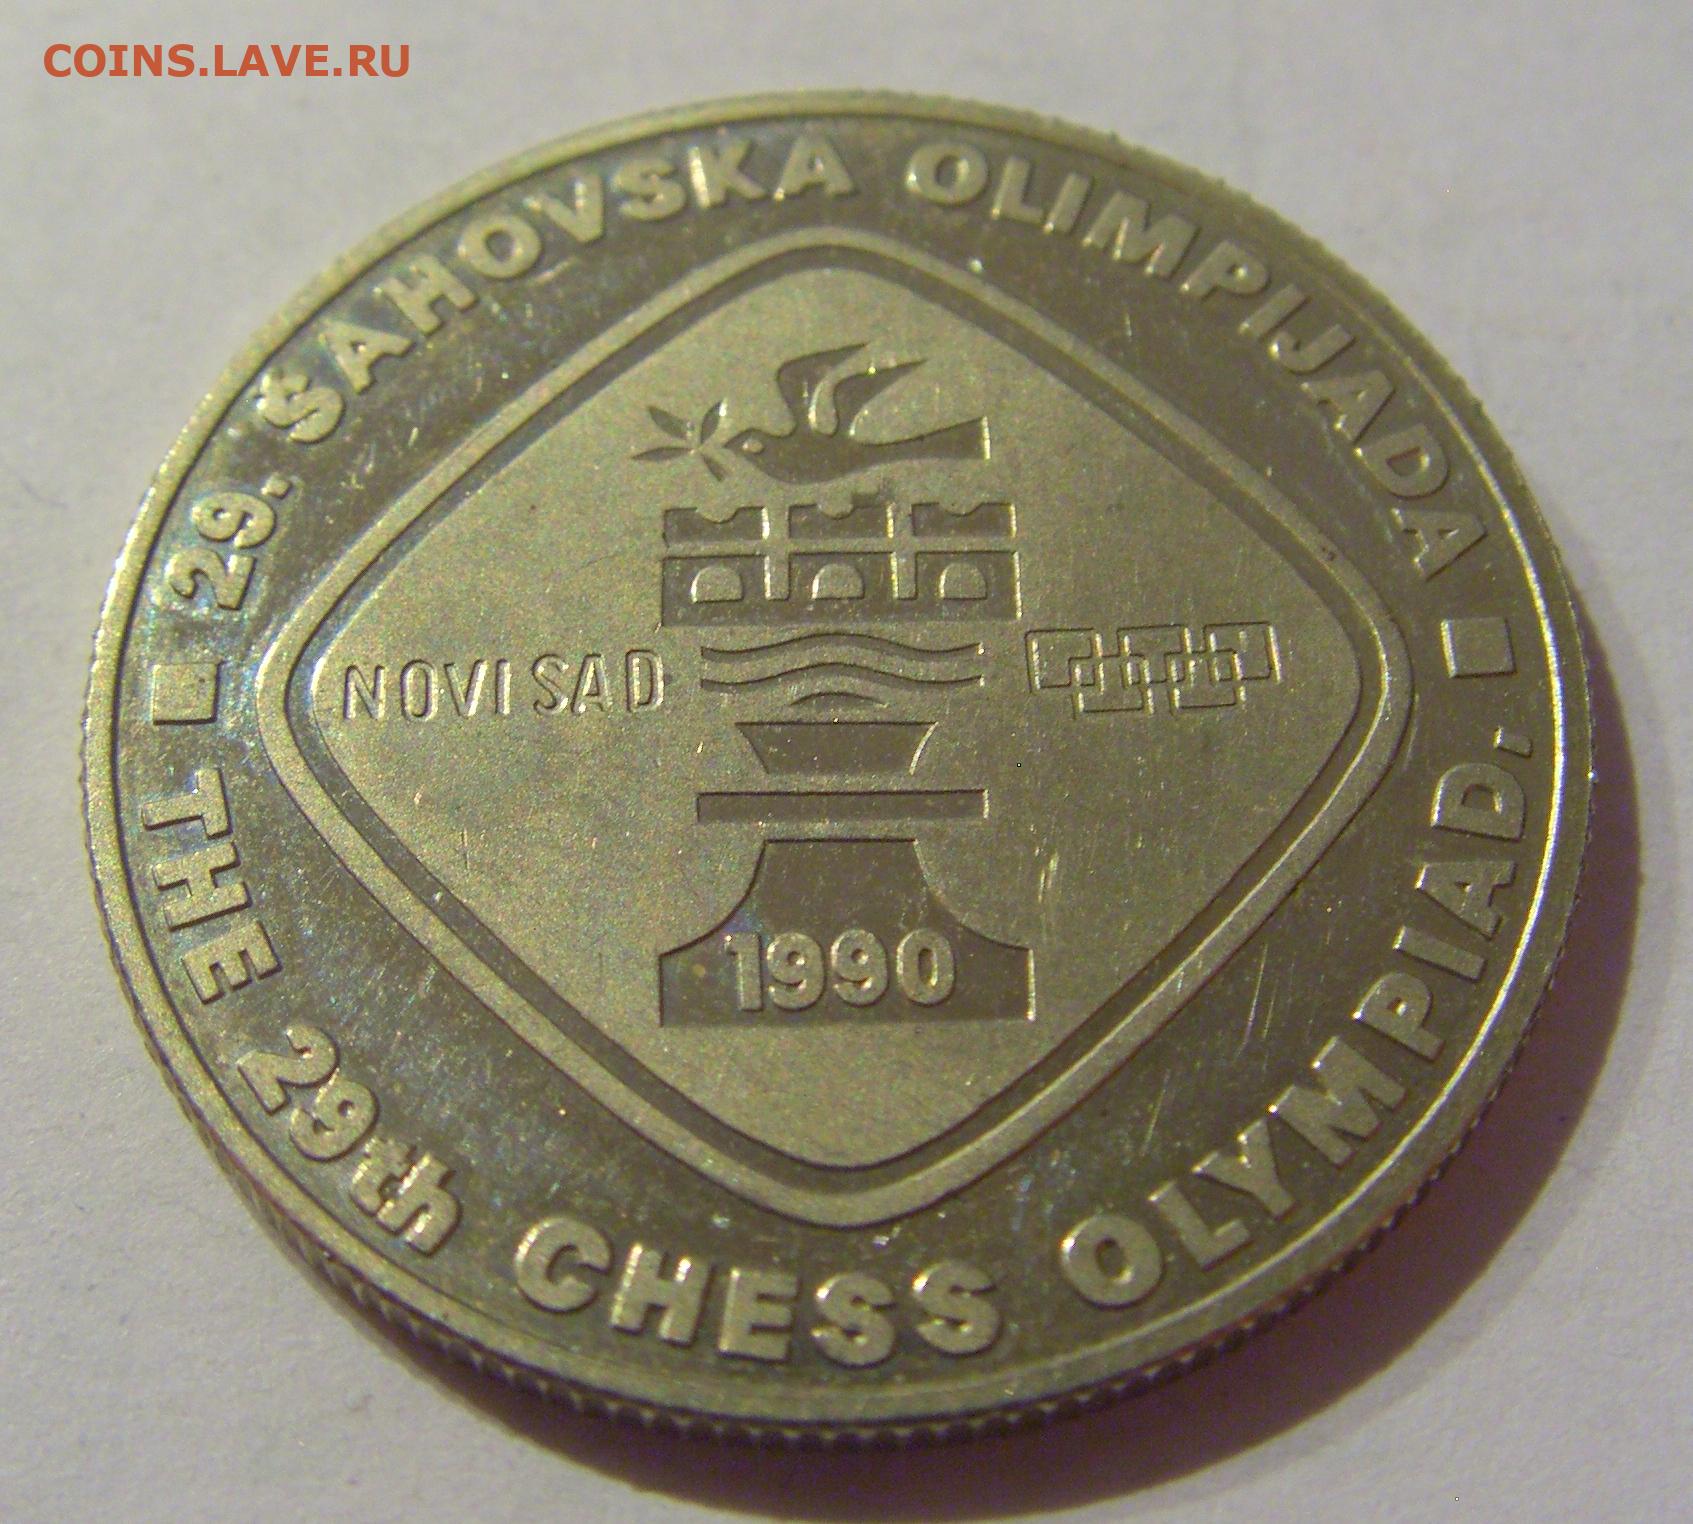 COINS.LAVE.RU
29. ŠAHOVSKA OLIMPIJADA
NOVI SAD
1990
THE 29th CHESS OLYMPIAD,